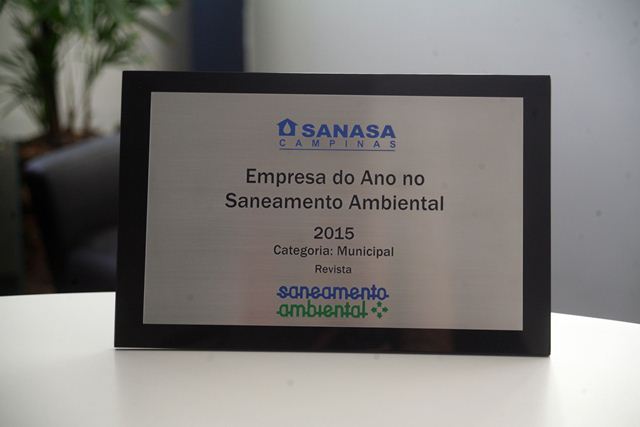 SANASA
CAMPINAS
Empresa do Ano no
Saneamento Ambiental
2015
Categoria: Municipal
Revista
saneamento
ambiental